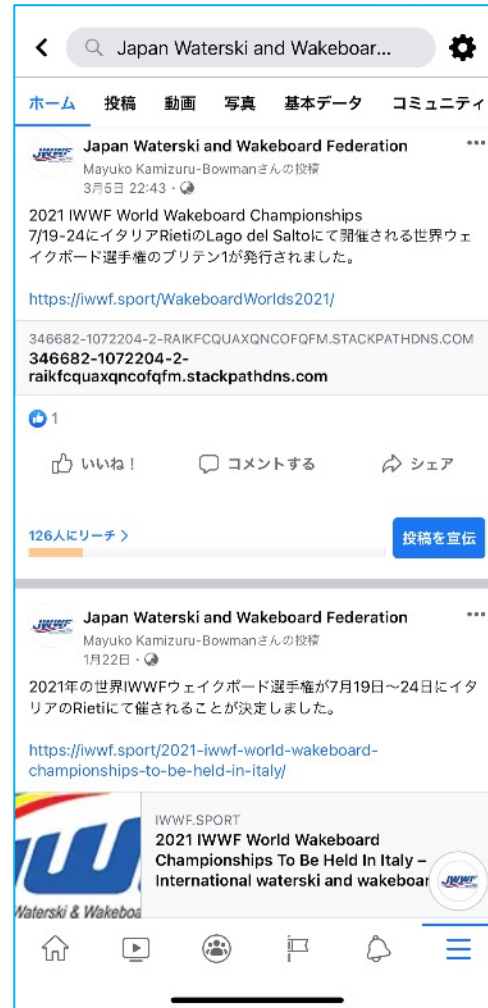 Japan Waterski and Wakeboar...
ホーム 投稿 動画 写真 基本データ コミュニティ
JWWF
Japan Waterski and Wakeboard Federation
Mayuko Kamizuru-Bowmanさんの投稿
3月5日 22:43 ·
2021 IWWF World Wakeboard Championships
7/19-24にイタリアRietiのLago del Saltoにて開催される世界ウェ
イクボード選手権のブリテン1が発行されました。
https://iwwf.sport/WakeboardWorlds2021/
346682-1072204-2-RAIKFCQUAXQNCOFQFM.STACKPATHDNS.COM
346682-1072204-2-
raikfcquaxqncofqfm.stackpathdns.com
1
いいね！ コメントする シェア
126人にリーチ >
投稿を宣伝
JWWF
Japan Waterski and Wakeboard Federation
Mayuko Kamizuru-Bowmanさんの投稿
1月22日 ·
2021年の世界IWWFウェイクボード選手権が7月19日～24日にイタ
リアのRietiにて催されることが決定しました。
https://iwwf.sport/2021-iwwf-world-wakeboard-
championships-to-be-held-in-italy/
IWWF.SPORT
2021 IWWF World Wakeboard
Championships To Be Held In Italy –
International waterski and wakeboar
JWWF
Waterski & Wakeboa